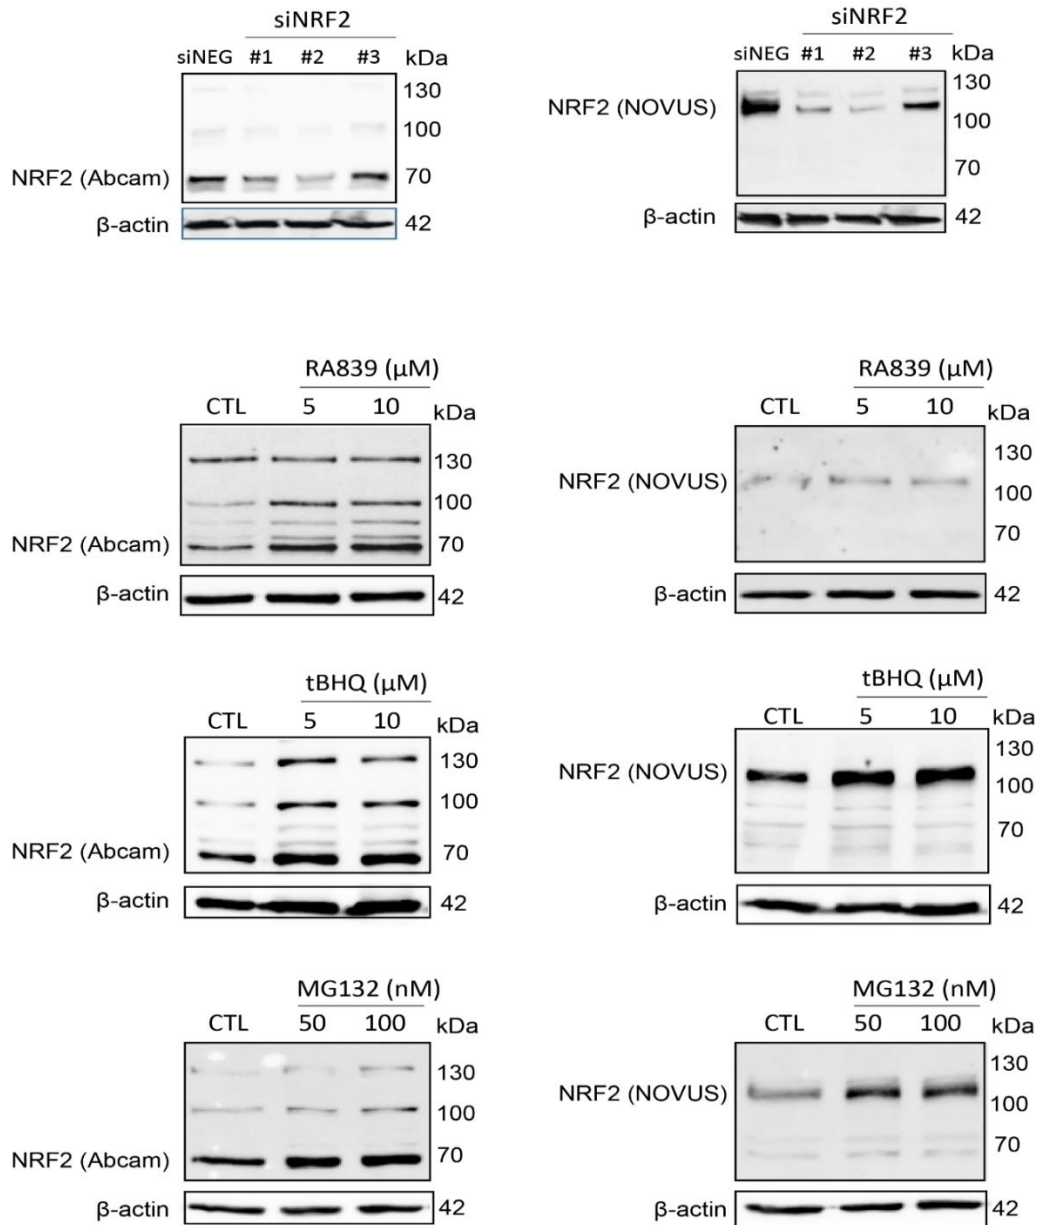 siNRF2
siNEG #1 #2 #3 kDa
130
100
NRF2 (Abcam) 70
β-actin 42
siNRF2
siNEG #1 #2 #3 kDa
130
NRF2 (NOVUS)
100
70
β-actin 42
RA839 (µM)
CTL 5 10 kDa
130
100
NRF2 (Abcam) 70
β-actin 42
RA839 (µM)
CTL 5 10 kDa
130
NRF2 (NOVUS)
100
70
β-actin 42
tBHQ (µM)
CTL 5 10 kDa
130
100
NRF2 (Abcam) 70
β-actin 42
tBHQ (µM)
CTL 5 10 kDa
130
NRF2 (NOVUS)
100
70
β-actin 42
MG132 (nM)
CTL 50 100 kDa
130
100
NRF2 (Abcam) 70
β-actin 42
MG132 (nM)
CTL 50 100 kDa
130
NRF2 (NOVUS)
100
70
β-actin 42